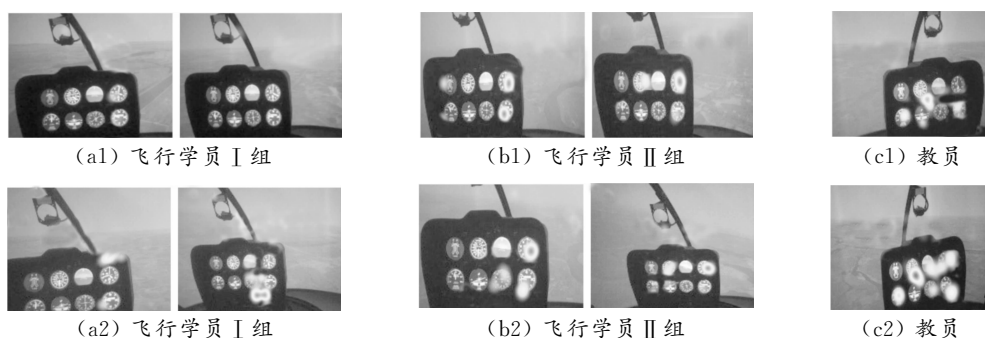 (a1) 飞行学员Ⅰ组
(b1) 飞行学员Ⅱ组
(c1) 教员
(a2) 飞行学员Ⅰ组
(b2) 飞行学员Ⅱ组
(c2) 教员